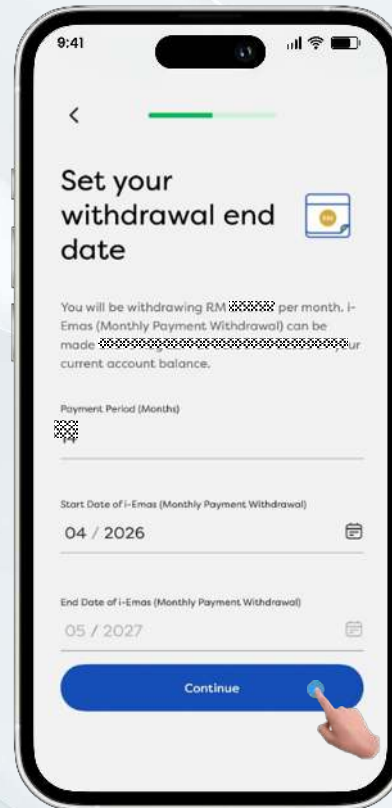 9:41
Set your
withdrawal end
date
RM
You will be withdrawing RM per month. i-
Emas (Monthly Payment Withdrawal) can be
made
current account balance.
Payment Period (Months)
Start Date of i-Emas (Monthly Payment Withdrawal)
04 / 2026
End Date of i-Emas (Monthly Payment Withdrawal)
05 / 2027
Continue